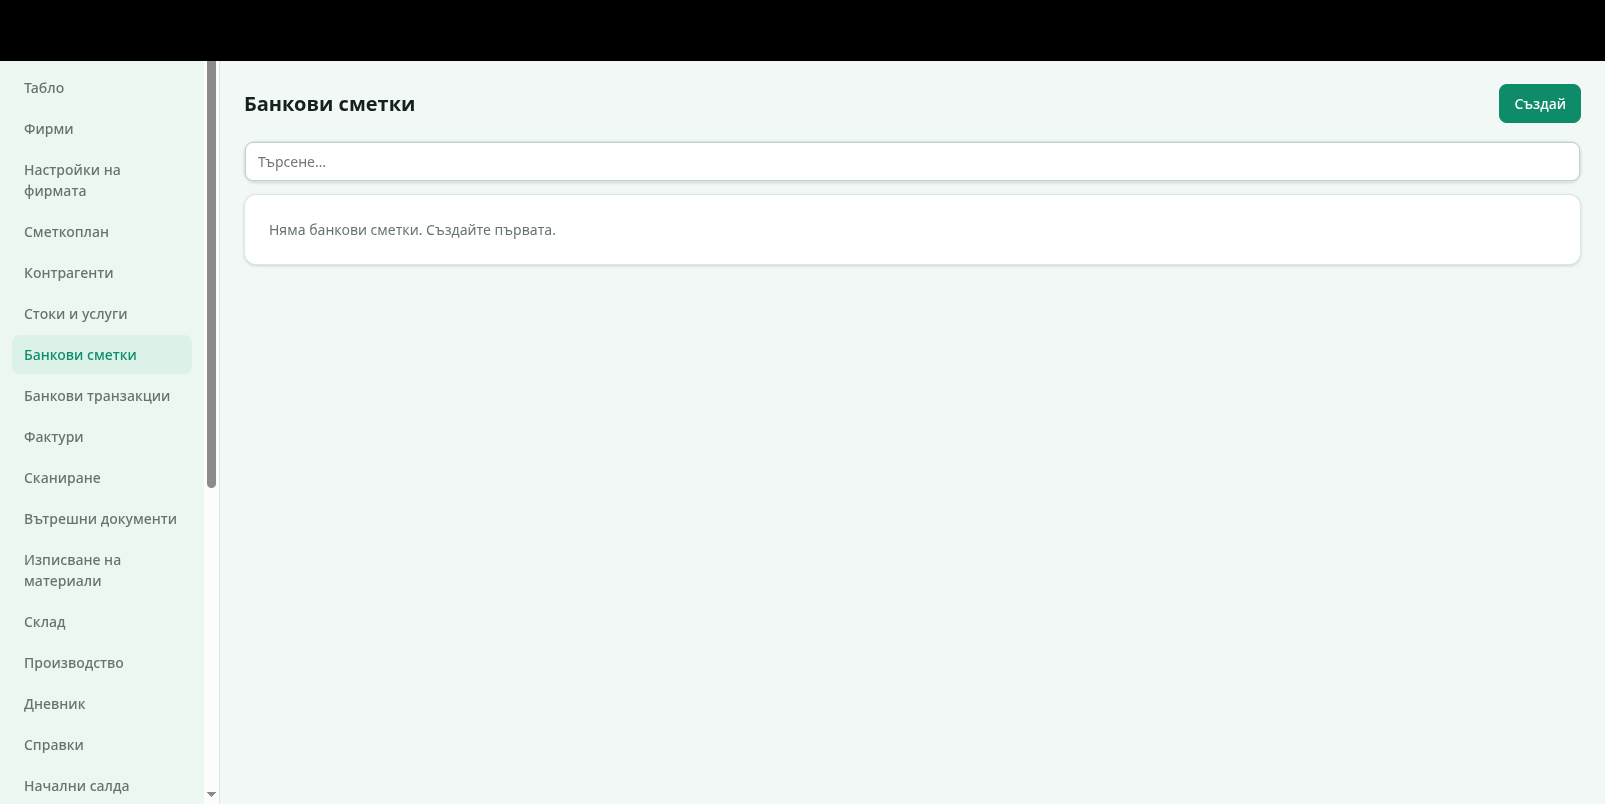 Табло
Фирми
Настройки на
фирмата
Сметкоплан
Контрагенти
Стоки и услуги
Банкови сметки
Банкови транзакции
Фактури
Сканиране
Вътрешни документи
Изписване на
материали
Склад
Производство
Дневник
Справки
Начални салда
Банкови сметки
Създай
Търсене...
Няма банкови сметки. Създайте първата.